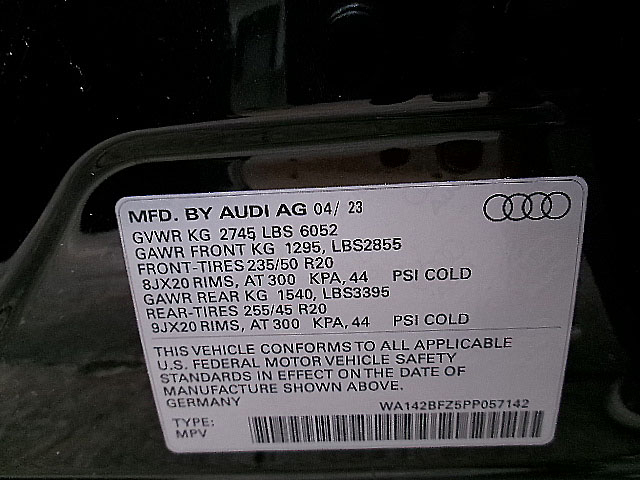 MFD. BY AUDI AG 04/ 23
GVWR KG 2745 LBS 6052
GAWR FRONT KG 1295, LBS2855
FRONT-TIRES 235/50 R20
8JX20 RIMS, AT 300 KPA, 44 PSI COLD
GAWR REAR KG 1540, LBS3395
REAR-TIRES 255/45 R20
9JX20 RIMS, AT 300 KPA, 44 PSI COLD
THIS VEHICLE CONFORMS TO ALL APPLICABLE
U.S. FEDERAL MOTOR VEHICLE SAFETY
STANDARDS IN EFFECT ON THE DATE OF
MANUFACTURE SHOWN ABOVE.
GERMANY WA142BFZ5PP057142
TYPE:
MPV